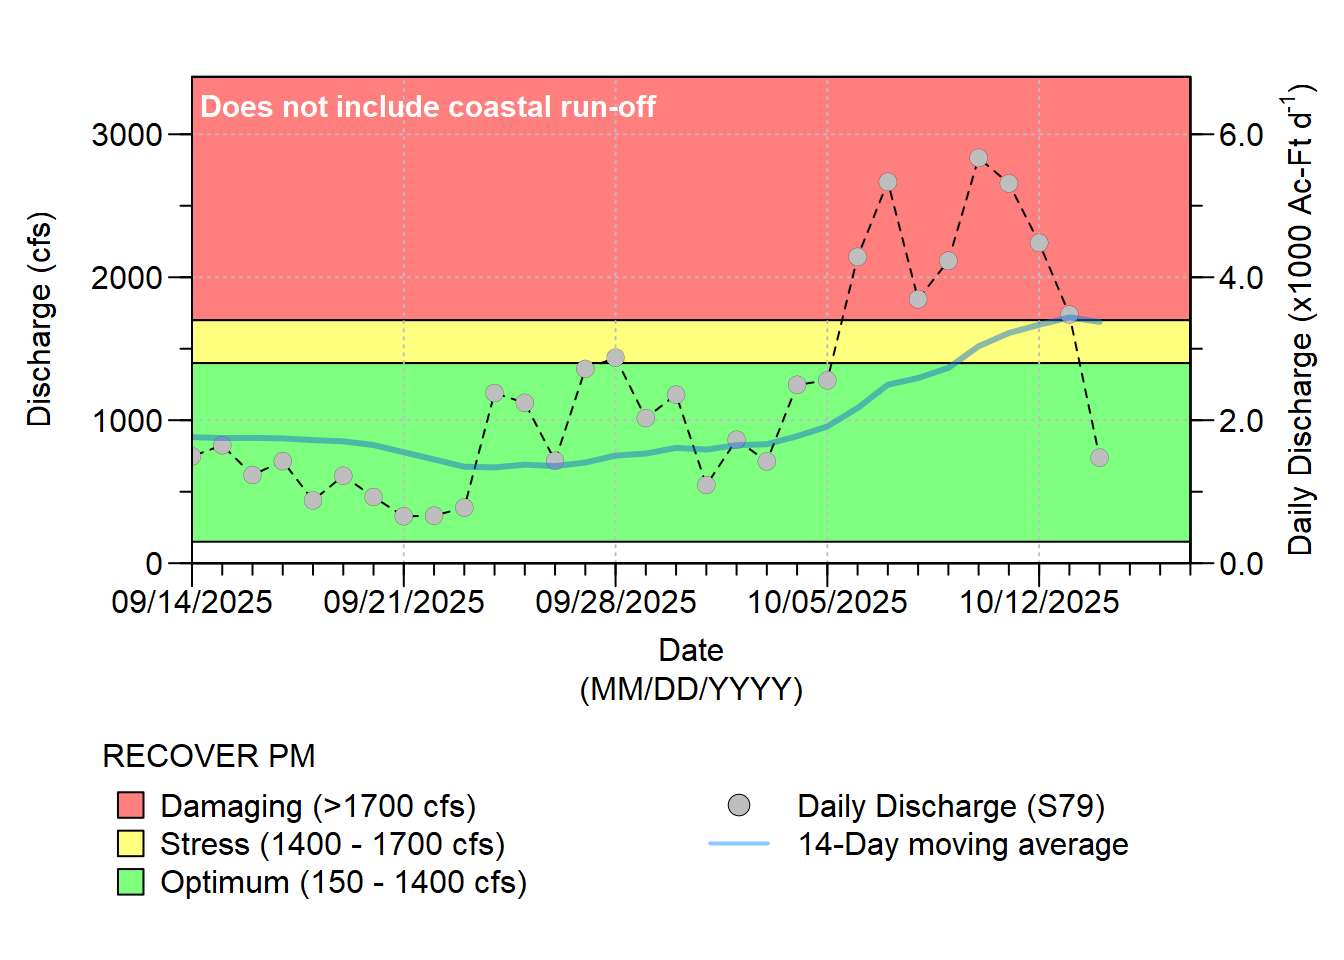 Does not include coastal run-off
3000
2000
1000
0
Discharge (cfs)
6.0
4.0
2.0
0.0
Daily Discharge (x1000 Ac-Ft d-1)
09/14/2025 09/21/2025 09/28/2025 10/05/2025 10/12/2025
Date
(MM/DD/YYYY)
RECOVER PM
Damaging (>1700 cfs)
Stress (1400 - 1700 cfs)
Optimum (150 - 1400 cfs)
Daily Discharge (S79)
14-Day moving average